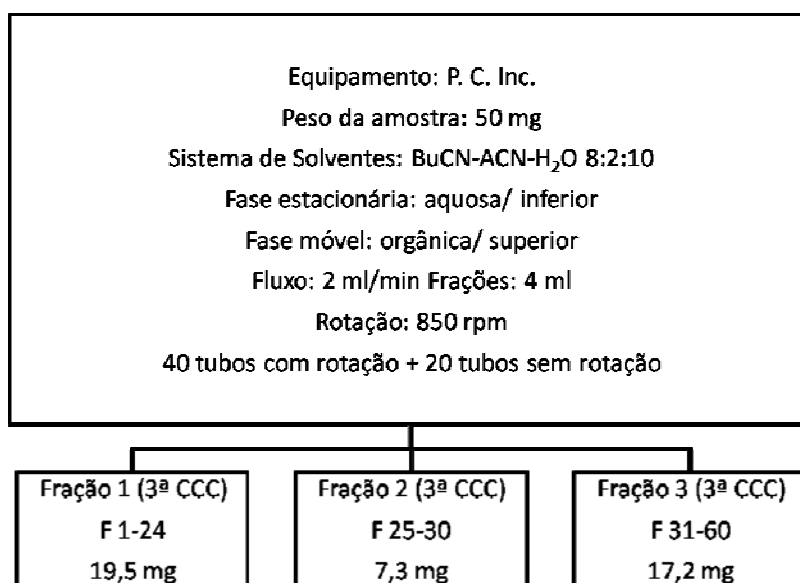 Equipamento: P. C. Inc.
Peso da amostra: 50 mg
Sistema de Solventes: BuCN-ACN-H₂O 8:2:10
Fase estacionária: aquosa/ inferior
Fase móvel: orgânica/ superior
Fluxo: 2 ml/min Frações: 4 ml
Rotação: 850 rpm
40 tubos com rotação + 20 tubos sem rotação
Fração 1 (3ª CCC)
F 1-24
19,5 mg
Fração 2 (3ª CCC)
F 25-30
7,3 mg
Fração 3 (3ª CCC)
F 31-60
17,2 mg